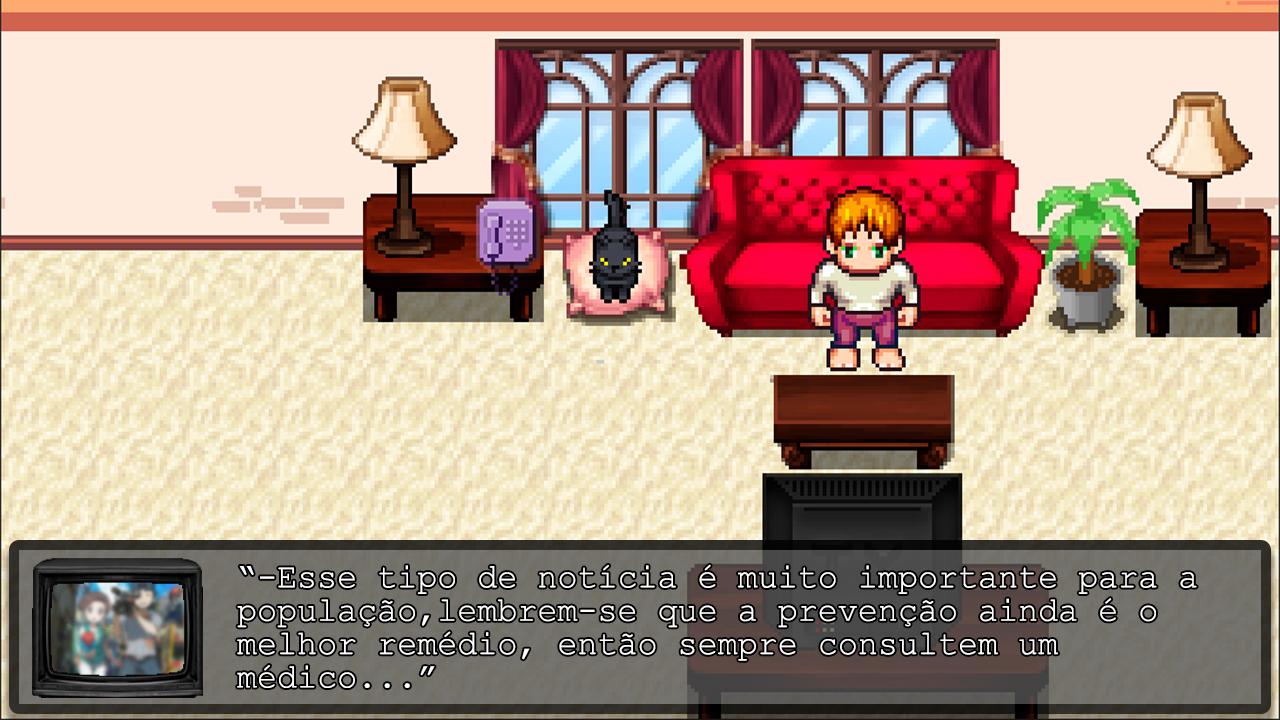 “-Esse tipo de notícia é muito importante para a
população,lembrem-se que a prevenção ainda é o
melhor remédio, então sempre consultem um
médico...”